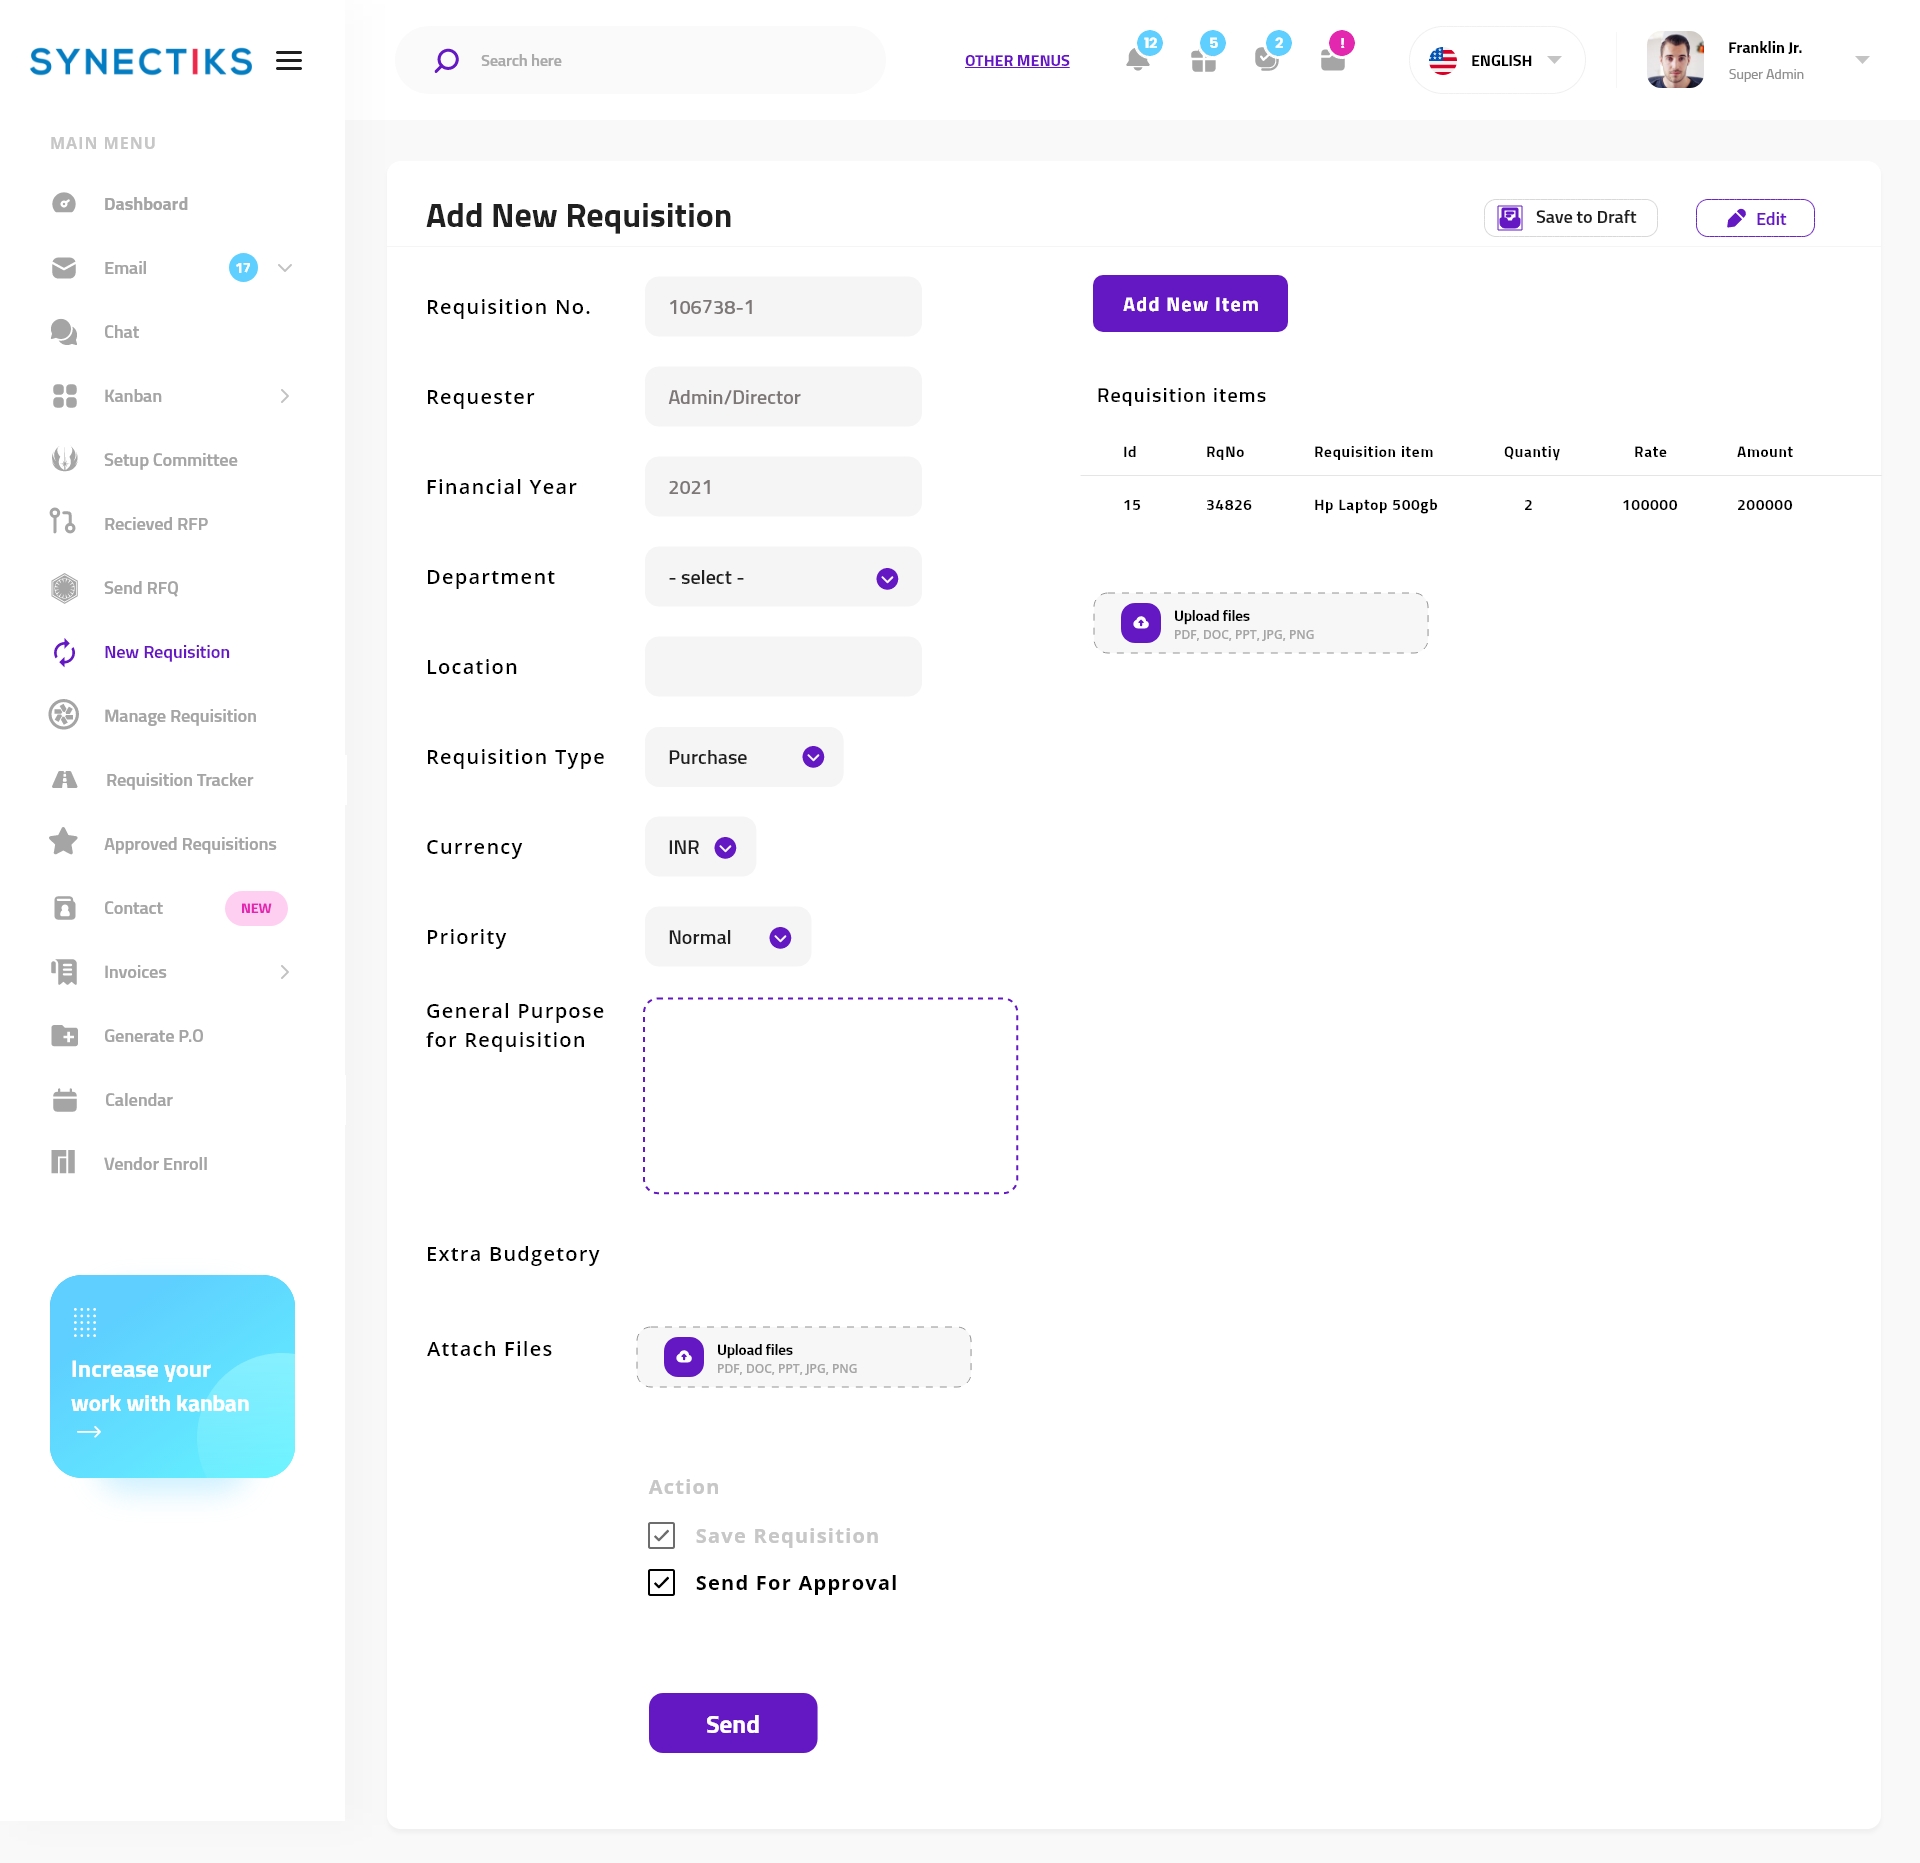 SYNECTIKS
Search here
OTHER MENUS
12
5
2
!
ENGLISH
Franklin Jr.
Super Admin
MAIN MENU
Dashboard
Email 17
Chat
Kanban
Setup Committee
Recieved RFP
Send RFQ
New Requisition
Manage Requisition
Requisition Tracker
Approved Requisitions
Contact NEW
Invoices
Generate P.O
Calendar
Vendor Enroll
Increase your
work with kanban
Add New Requisition
Save to Draft
Edit
Requisition No. 106738-1
Requester Admin/Director
Financial Year 2021
Department - select -
Location
Requisition Type Purchase
Currency INR
Priority Normal
General Purpose
for Requisition
Extra Budgetory
Attach Files
Upload files
PDF, DOC, PPT, JPG, PNG
Action
Save Requisition
Send For Approval
Send
Add New Item
Requisition items
Id RqNo Requisition item Quantiy Rate Amount
15 34826 Hp Laptop 500gb 2 100000 200000
Upload files
PDF, DOC, PPT, JPG, PNG